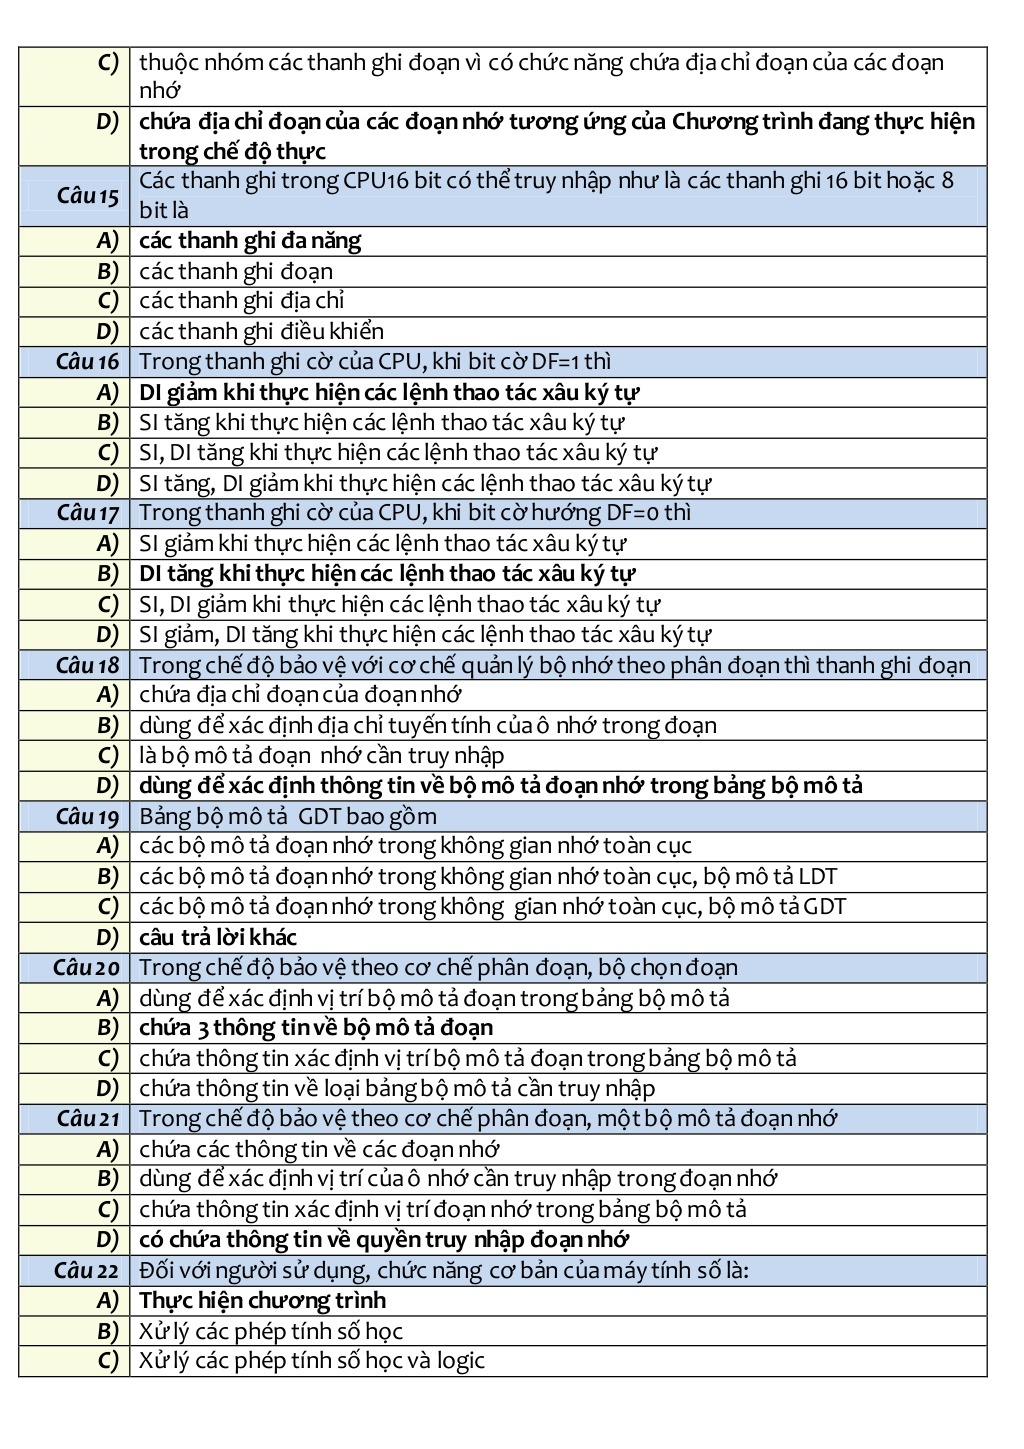 C) thuộc nhóm các thanh ghi đoạn vì có chức năng chứa địa chỉ đoạn của các đoạn
nhớ
D) chứa địa chỉ đoạn của các đoạn nhớ tương ứng của Chương trình đang thực hiện
trong chế độ thực
Câu 15 Các thanh ghi trong CPU16 bit có thể truy nhập như là các thanh ghi 16 bit hoặc 8
bit là
A) các thanh ghi đa năng
B) các thanh ghi đoạn
C) các thanh ghi địa chỉ
D) các thanh ghi điều khiển
Câu 16 Trong thanh ghi cờ của CPU, khi bit cờ DF=1 thì
A) DI giảm khi thực hiện các lệnh thao tác xâu ký tự
B) SI tăng khi thực hiện các lệnh thao tác xâu ký tự
C) SI, DI tăng khi thực hiện các lệnh thao tác xâu ký tự
D) SI tăng, DI giảm khi thực hiện các lệnh thao tác xâu ký tự
Câu 17 Trong thanh ghi cờ của CPU, khi bit cờ hướng DF=0 thì
A) SI giảm khi thực hiện các lệnh thao tác xâu ký tự
B) DI tăng khi thực hiện các lệnh thao tác xâu ký tự
C) SI, DI giảm khi thực hiện các lệnh thao tác xâu ký tự
D) SI giảm, DI tăng khi thực hiện các lệnh thao tác xâu ký tự
Câu 18 Trong chế độ bảo vệ với cơ chế quản lý bộ nhớ theo phân đoạn thì thanh ghi đoạn
A) chứa địa chỉ đoạn của đoạn nhớ
B) dùng để xác định địa chỉ tuyến tính của ô nhớ trong đoạn
C) là bộ mô tả đoạn nhớ cần truy nhập
D) dùng để xác định thông tin về bộ mô tả đoạn nhớ trong bảng bộ mô tả
Câu 19 Bảng bộ mô tả GDT bao gồm
A) các bộ mô tả đoạn nhớ trong không gian nhớ toàn cục
B) các bộ mô tả đoạn nhớ trong không gian nhớ toàn cục, bộ mô tả LDT
C) các bộ mô tả đoạn nhớ trong không gian nhớ toàn cục, bộ mô tả GDT
D) câu trả lời khác
Câu 20 Trong chế độ bảo vệ theo cơ chế phân đoạn, bộ chọn đoạn
A) dùng để xác định vị trí bộ mô tả đoạn trong bảng bộ mô tả
B) chứa 3 thông tin về bộ mô tả đoạn
C) chứa thông tin xác định vị trí bộ mô tả đoạn trong bảng bộ mô tả
D) chứa thông tin về loại bảng bộ mô tả cần truy nhập
Câu 21 Trong chế độ bảo vệ theo cơ chế phân đoạn, một bộ mô tả đoạn nhớ
A) chứa các thông tin về các đoạn nhớ
B) dùng để xác định vị trí của ô nhớ cần truy nhập trong đoạn nhớ
C) chứa thông tin xác định vị trí đoạn nhớ trong bảng bộ mô tả
D) có chứa thông tin về quyền truy nhập đoạn nhớ
Câu 22 Đối với người sử dụng, chức năng cơ bản của máy tính số là:
A) Thực hiện chương trình
B) Xử lý các phép tính số học
C) Xử lý các phép tính số học và logic